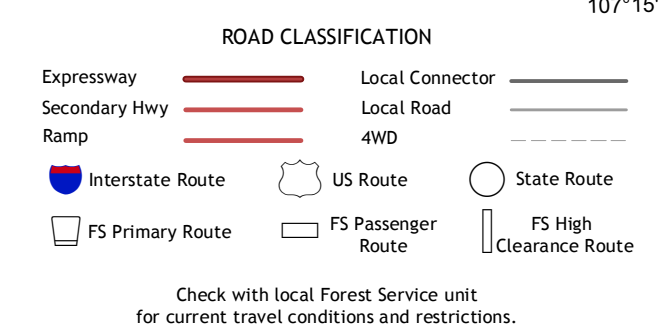 107°15'
ROAD CLASSIFICATION
Expressway
Local Connector
Secondary Hwy
Local Road
Ramp
4WD
Interstate Route
US Route
State Route
FS Primary Route
FS Passenger
Route
FS High
Clearance Route
Check with local Forest Service unit
for current travel conditions and restrictions.